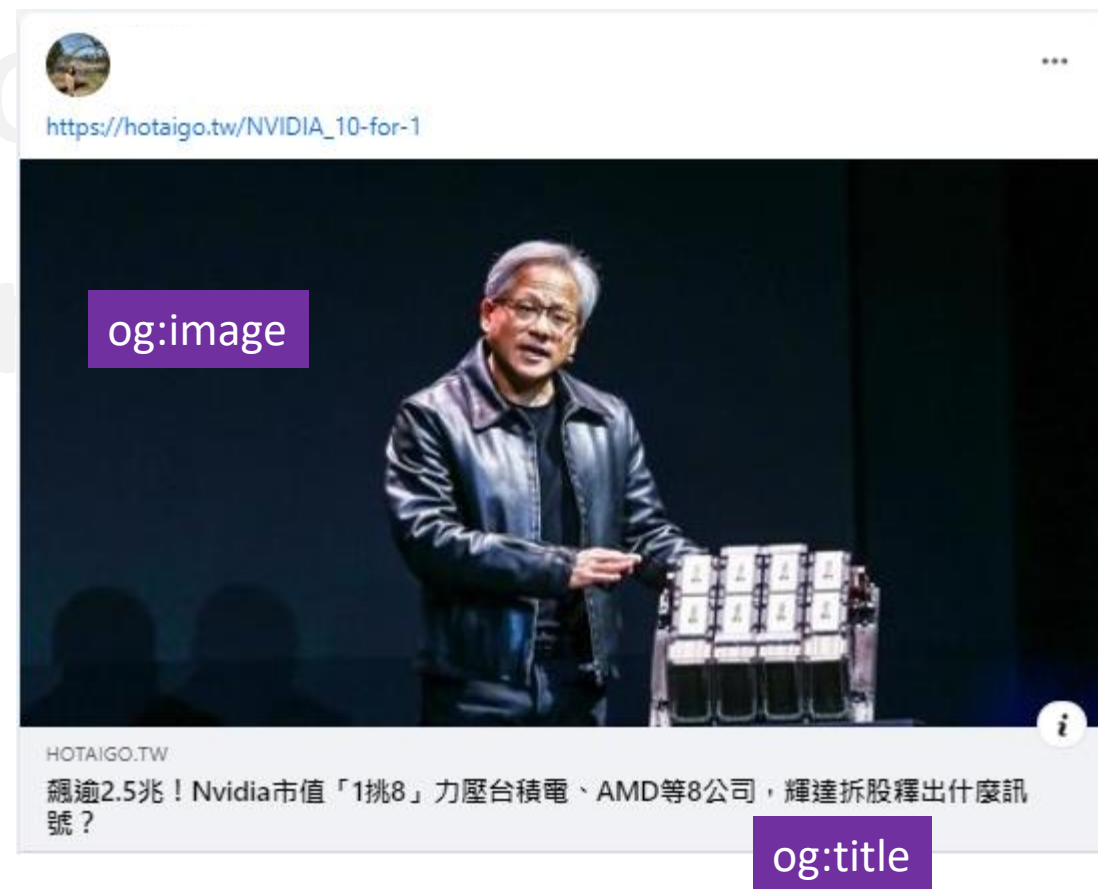 https://hotaigo.tw/NVIDIA_10-for-1
og:image
i
HOTAIGO.TW
飆逾2.5兆！Nvidia市值「1挑8」力壓台積電、AMD等8公司，輝達拆股釋出什麼訊
號？
og:title